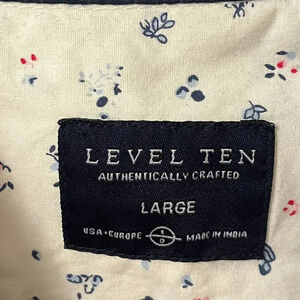 LEVEL TEN
AUTHENTICALLY CRAFTED
LARGE
USA • EUROPE MADE IN INDIA